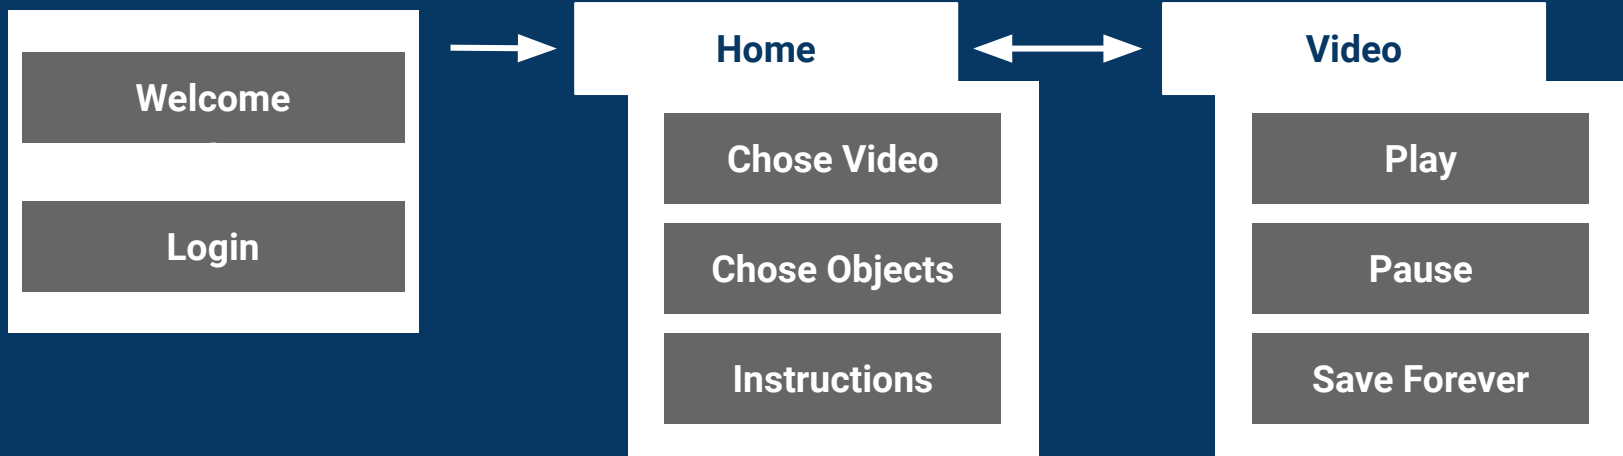 Welcome
Login
Home
Chose Video
Chose Objects
Instructions
Video
Play
Pause
Save Forever